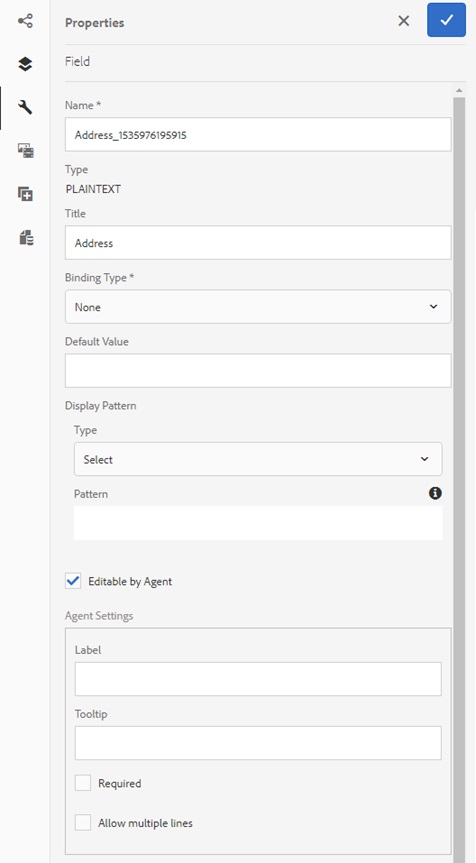 Properties
Field
Name *
Address_1535976195915
Type
PLAINTEXT
Title
Address
Binding Type *
None
Default Value
Display Pattern
Type
Select
Pattern
Editable by Agent
Agent Settings
Label
Tooltip
Required
Allow multiple lines